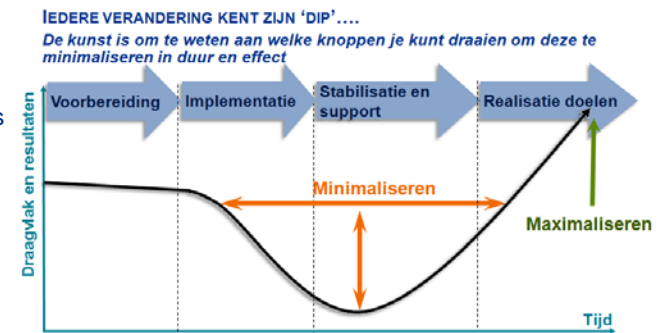 IEDERE VERANDERING KENT ZIJN ‘DIP’....
De kunst is om te weten aan welke knoppen je kunt draaien om deze te
minimaliseren in duur en effect
Voorbereiding
Implementatie
Stabilisatie en
support
Realisatie doelen
s
Draagvlak en resultaten
Minimaliseren
Maximaliseren
Tijd